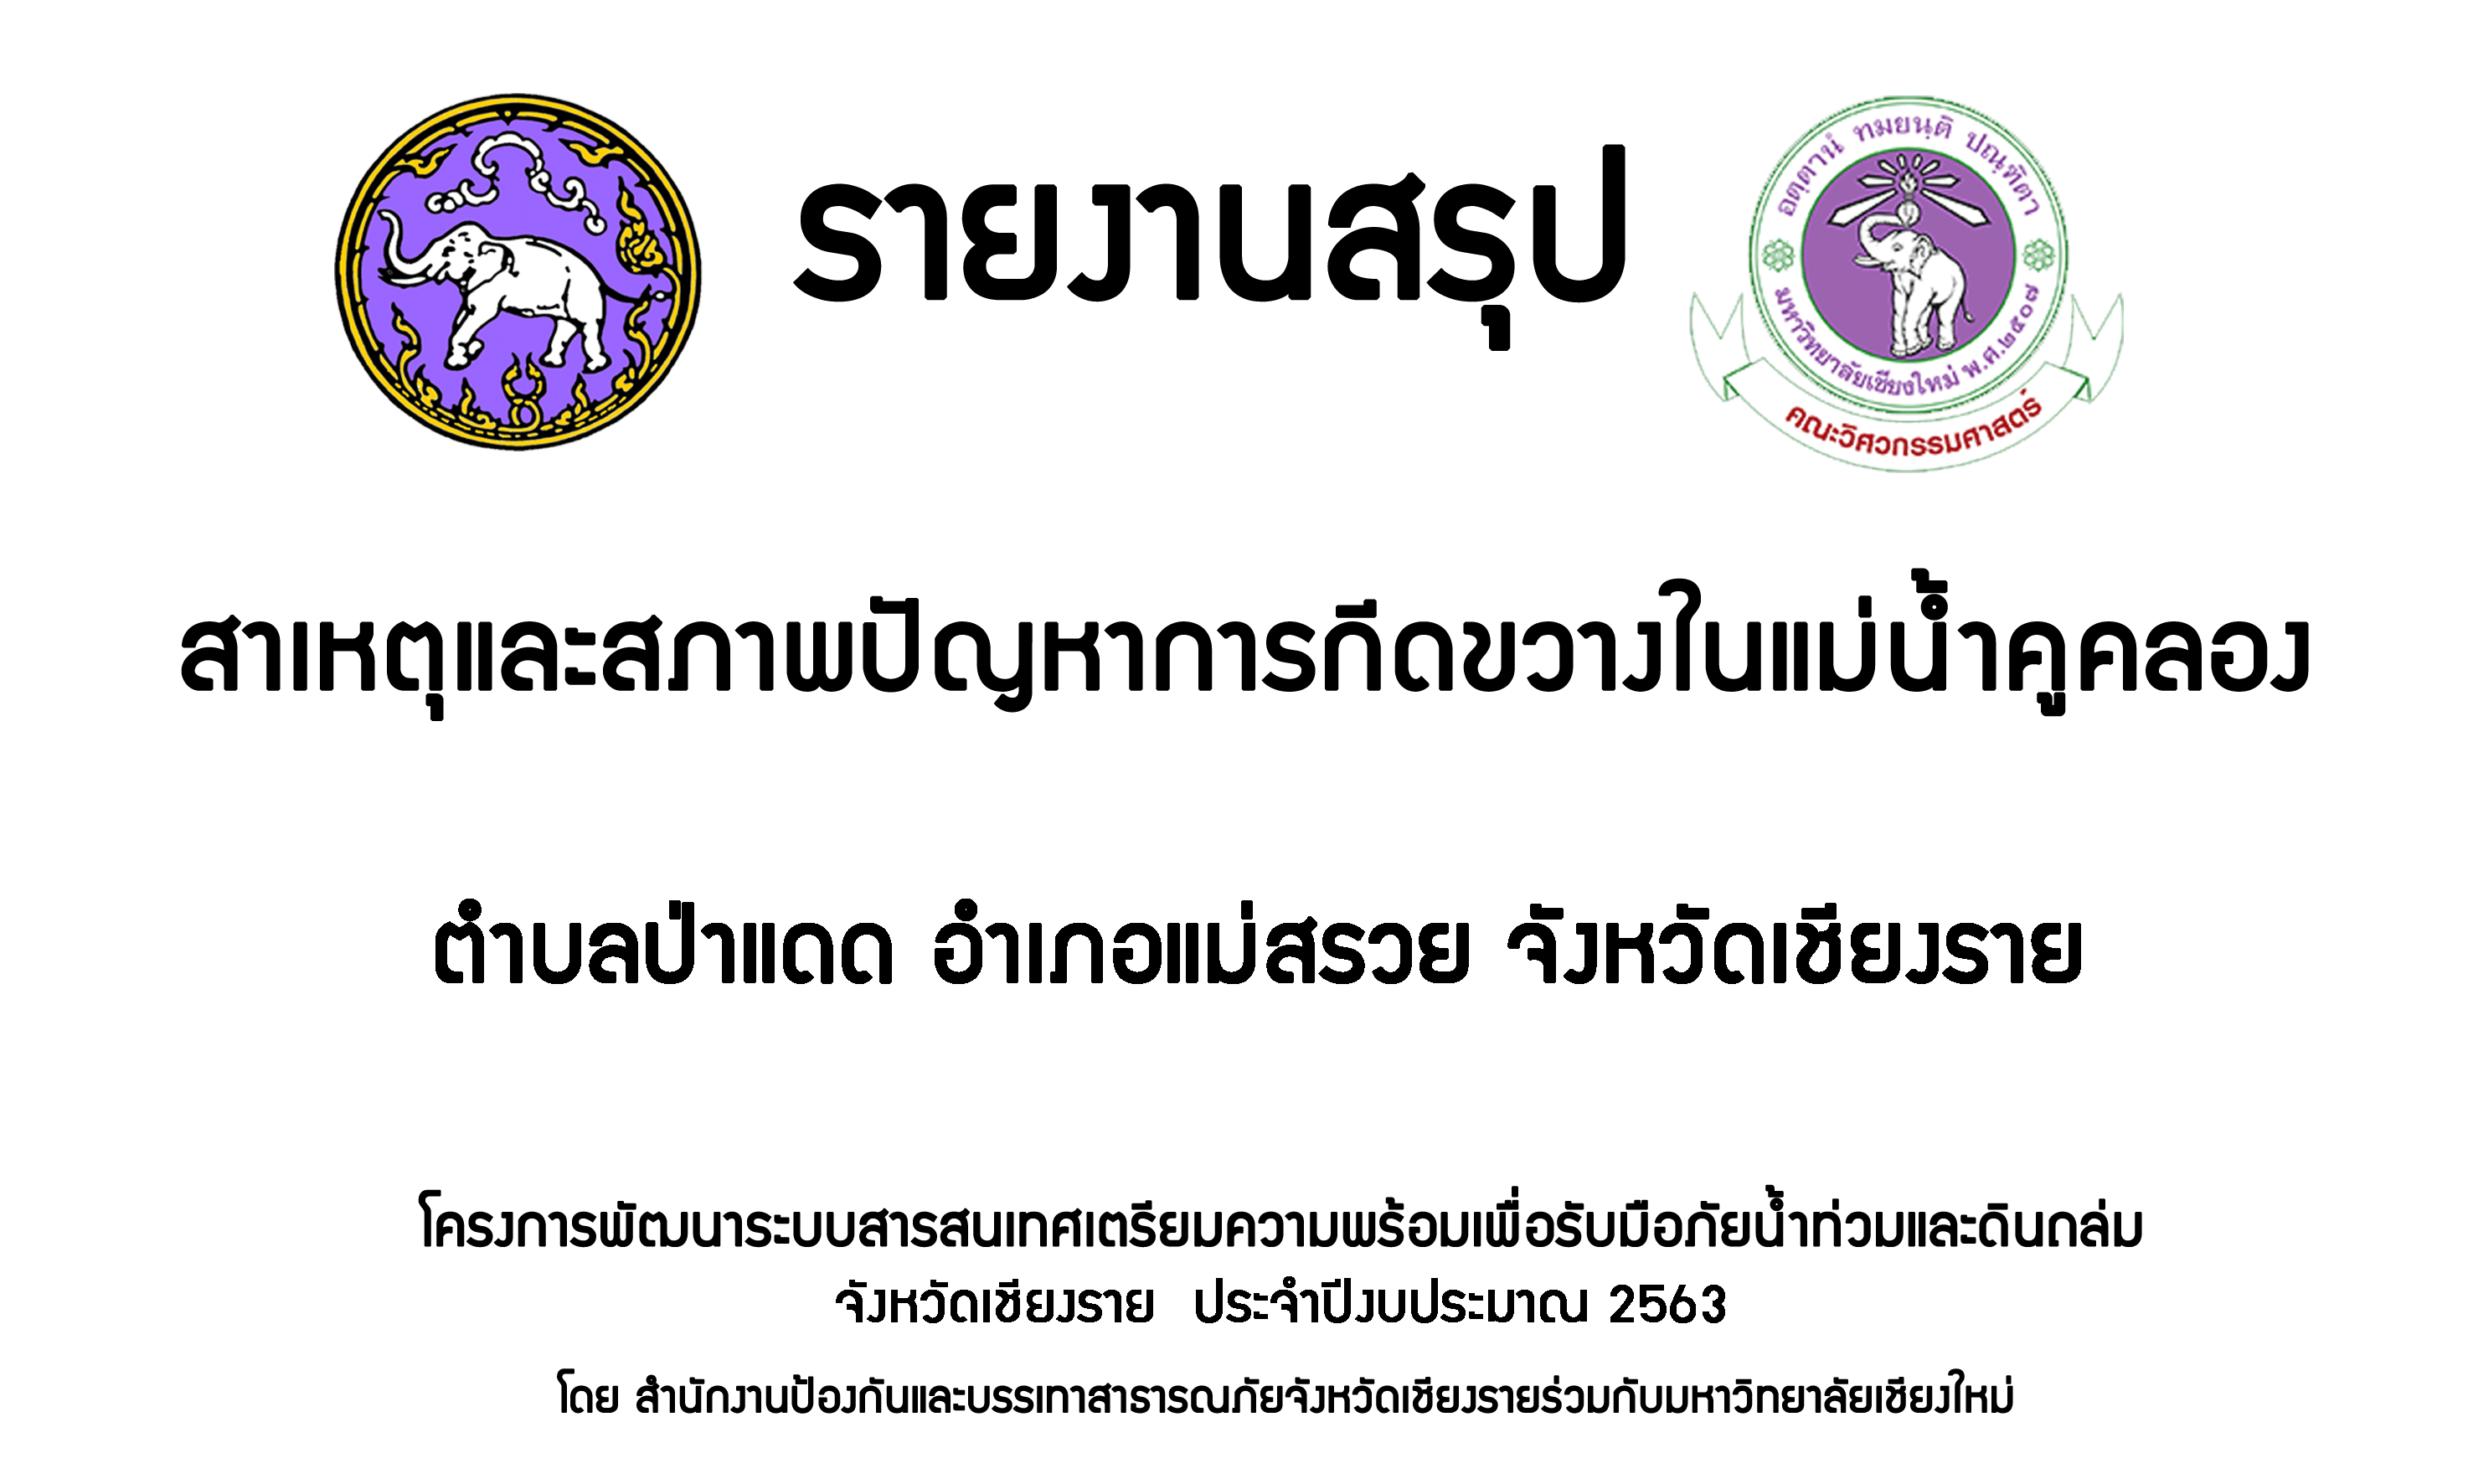 รายงานสรุป
อตฺตานํ ทมยนฺติ ปณฺฑิตา
มหาวิทยาลัยเชียงใหม่ พ.ศ.๒๕๐๗
คณะวิศวกรรมศาสตร์
สาเหตุและสภาพปัญหาการกีดขวางในแม่น้ำคูคลอง
ตำบลป่าแดด อำเภอแม่สรวย จังหวัดเชียงราย
โครงการพัฒนาระบบสารสนเทศเตรียมความพร้อมเพื่อรับมือภัยน้ำท่วมและดินถล่ม
จังหวัดเชียงราย ประจำปีงบประมาณ 2563
โดย สำนักงานป้องกันและบรรเทาสาธารณภัยจังหวัดเชียงรายร่วมกับมหาวิทยาลัยเชียงใหม่